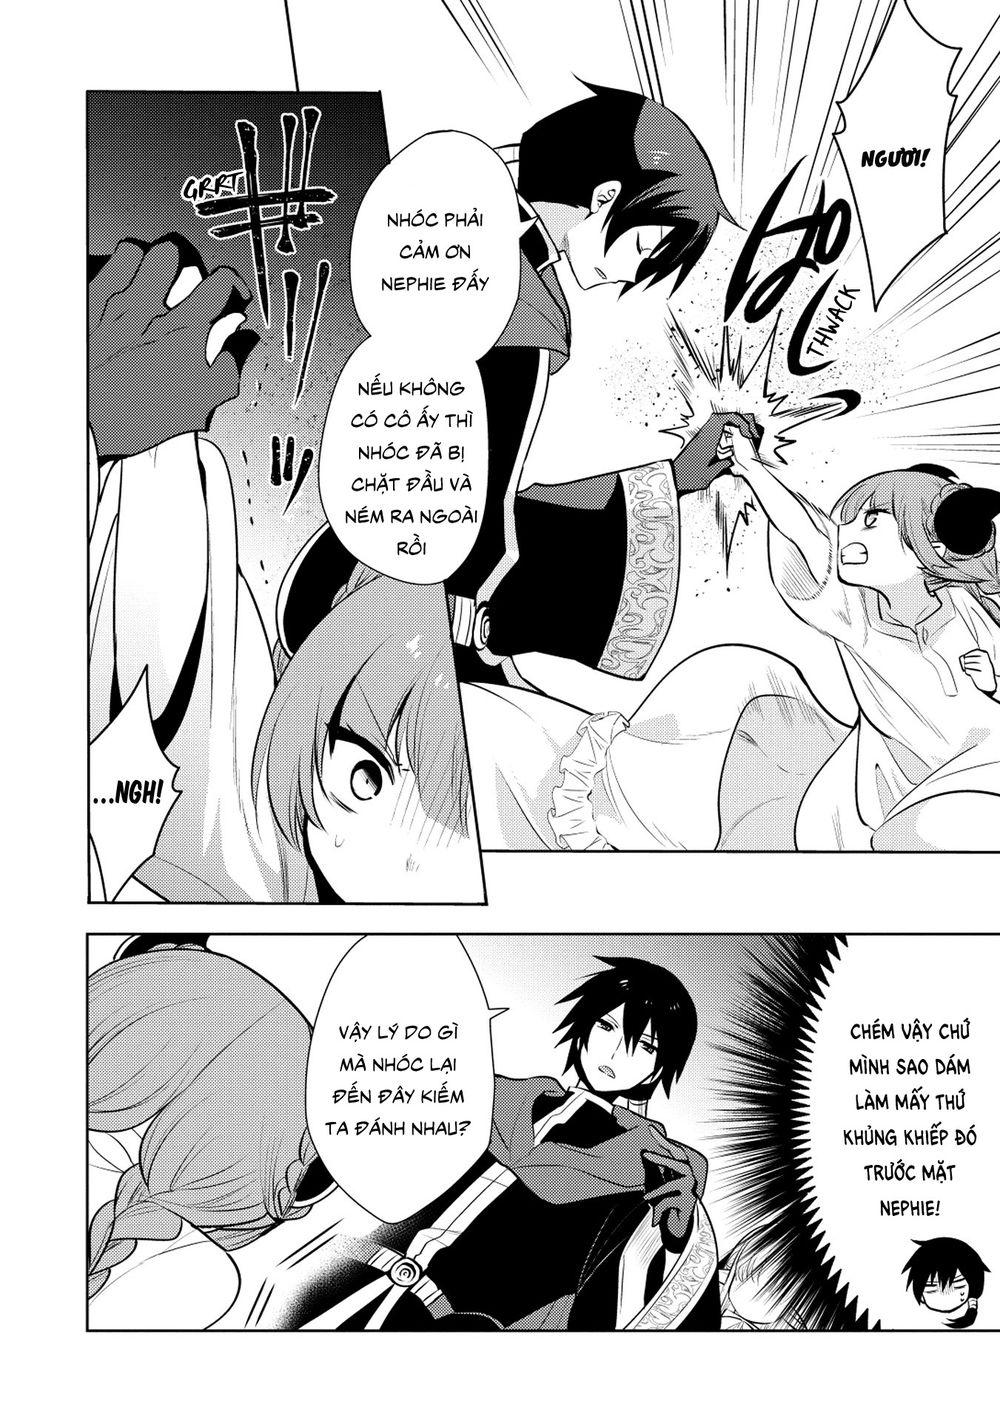 NGƯƠI!
THWACK
NHÓC PHẢI
CẢM ƠN
NEPHIE ĐẤY
NẾU KHÔNG
CÓ CÔ ẤY THÌ
NHÓC ĐÃ BỊ
CHẶT ĐẦU VÀ
NÉM RA NGOÀI
RỒI
GRRT
...NGH!
CHÉM VẬY CHỨ
MÌNH SAO DÁM
LÀM MẤY THỨ
KHỦNG KHIẾP ĐÓ
TRƯỚC MẶT
NEPHIE!
VẬY LÝ DO GÌ
MÀ NHÓC LẠI
ĐẾN ĐÂY KIẾM
TA ĐÁNH NHAU?